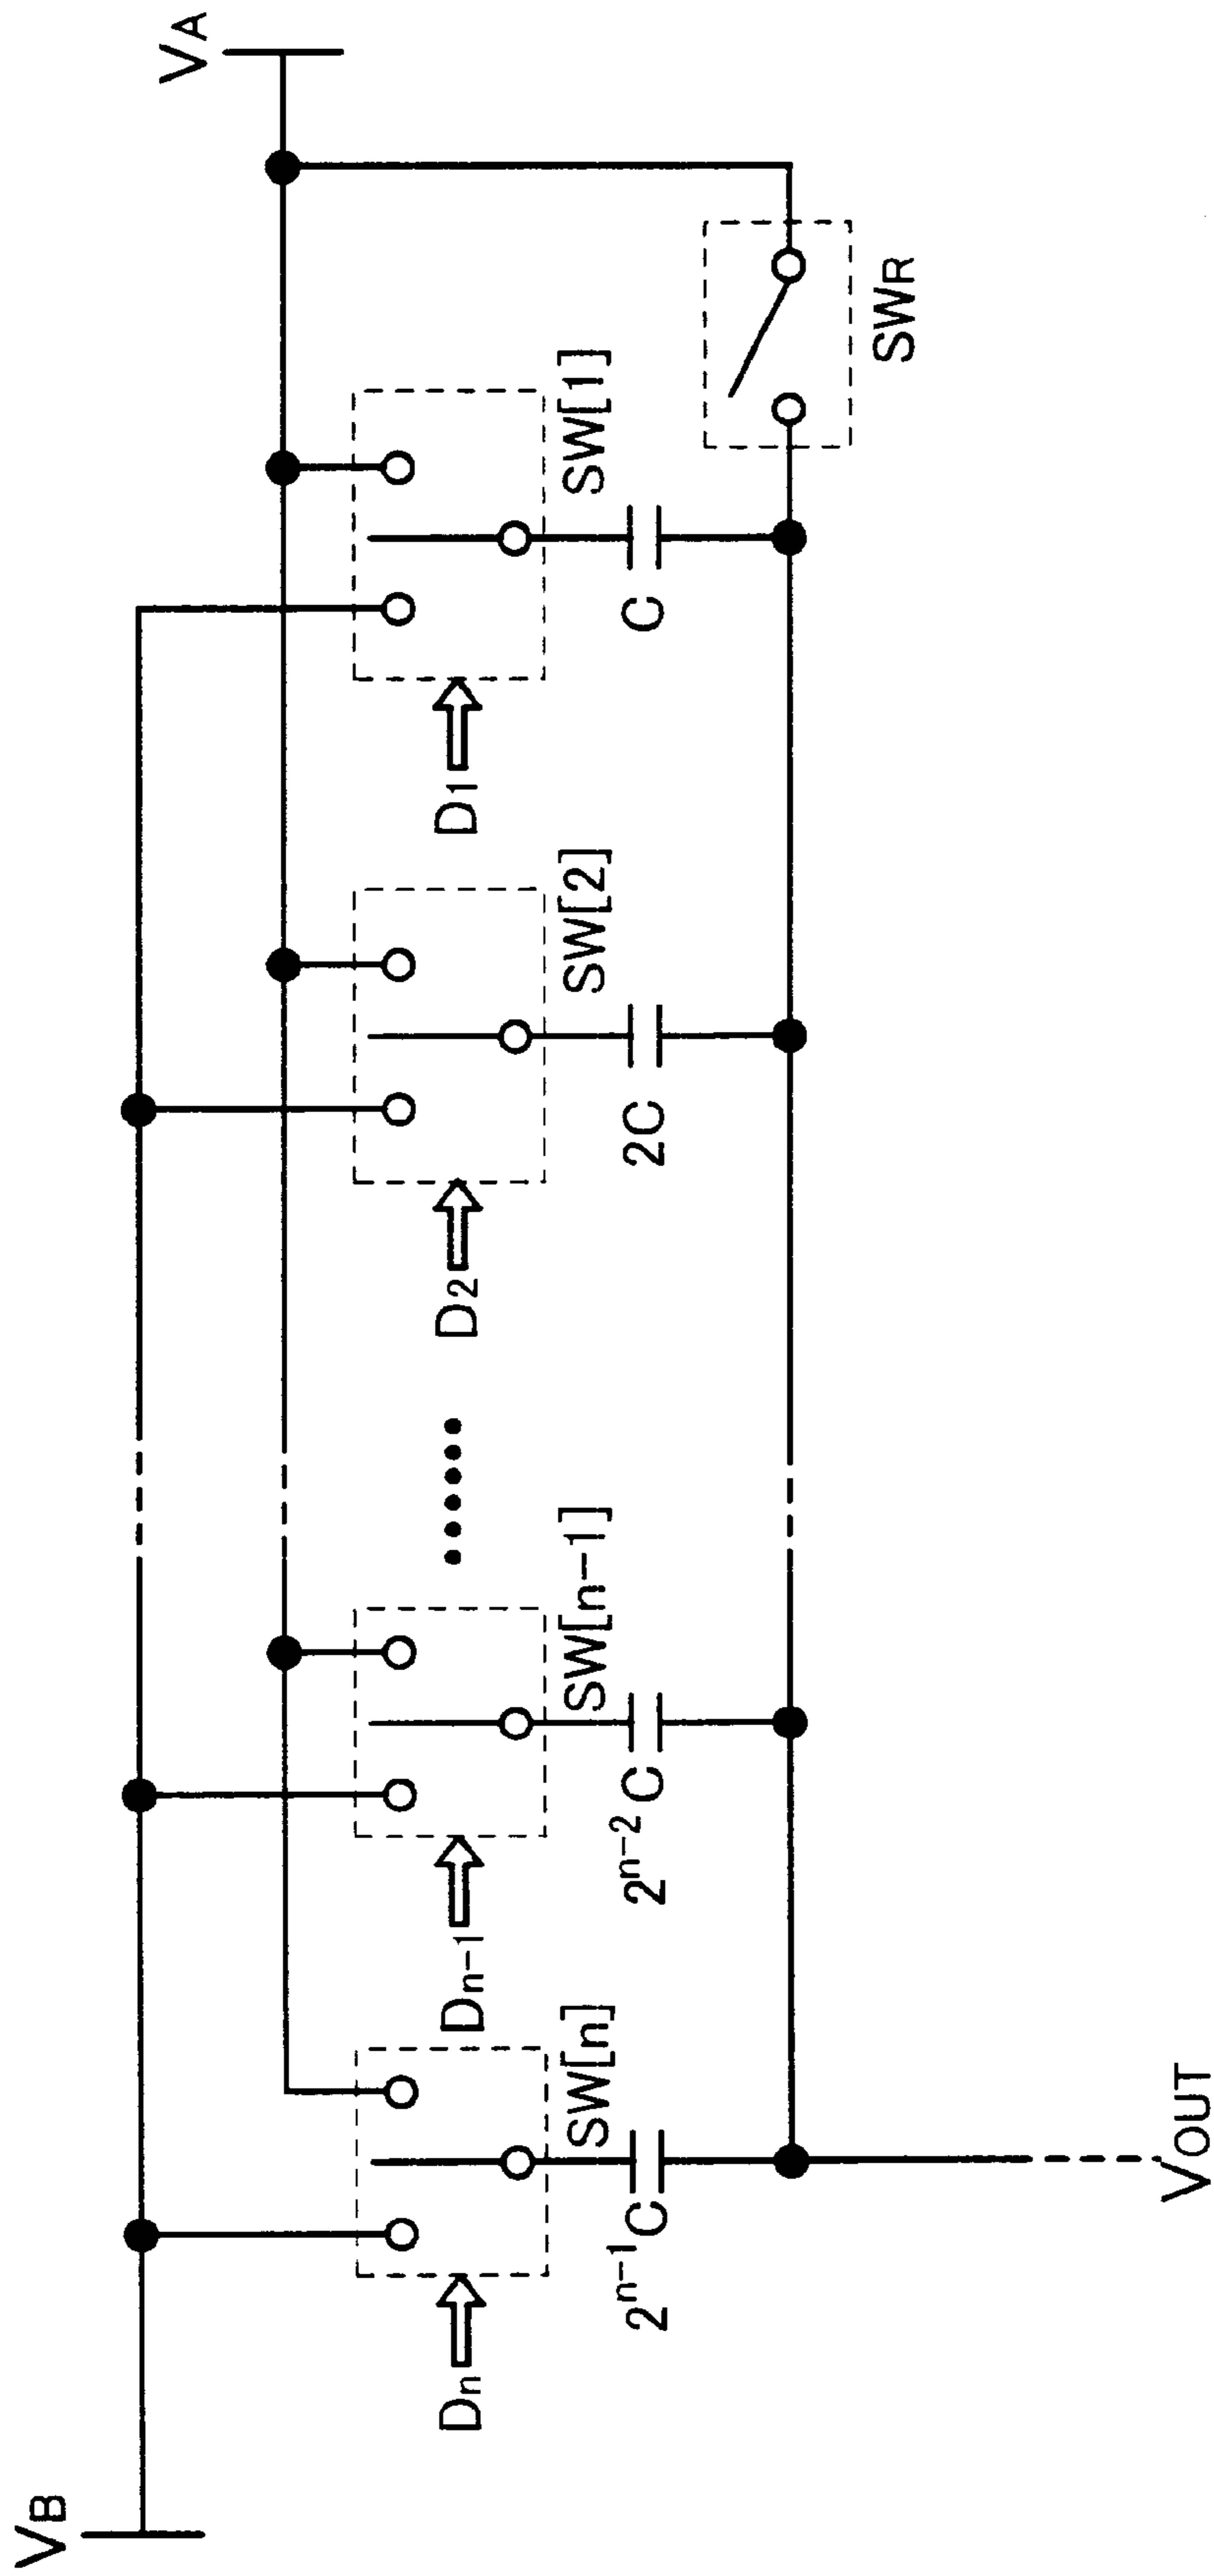 VB
VA
Dn
SW[n]
2ⁿ⁻¹C
Dn-1
SW[n-1]
2ⁿ⁻²C
D2
SW[2]
2C
D1
SW[1]
C
SWR
VOUT